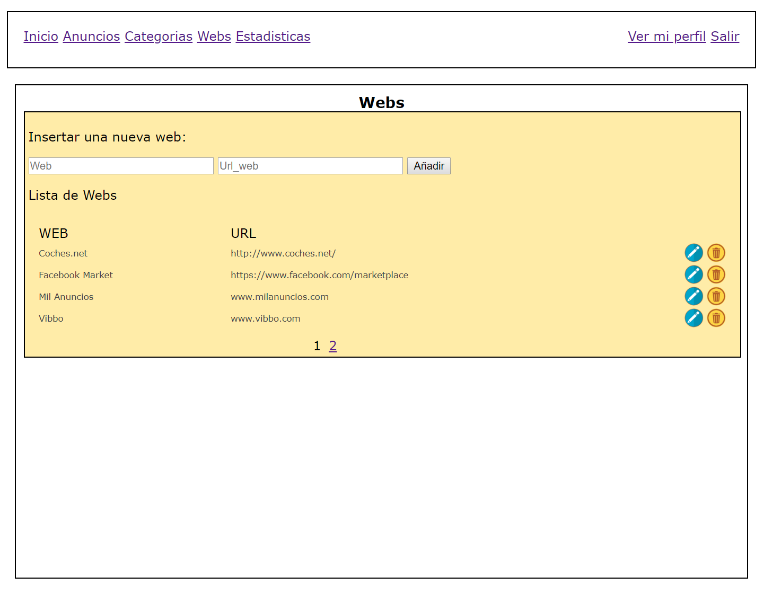 Inicio Anuncios Categorias Webs Estadisticas Ver mi perfil Salir
Webs
Insertar una nueva web:
Web Url_web Añadir
Lista de Webs
WEB URL
Coches.net http://www.coches.net/
Facebook Market https://www.facebook.com/marketplace
Mil Anuncios www.milanuncios.com
Vibbo www.vibbo.com
1 2